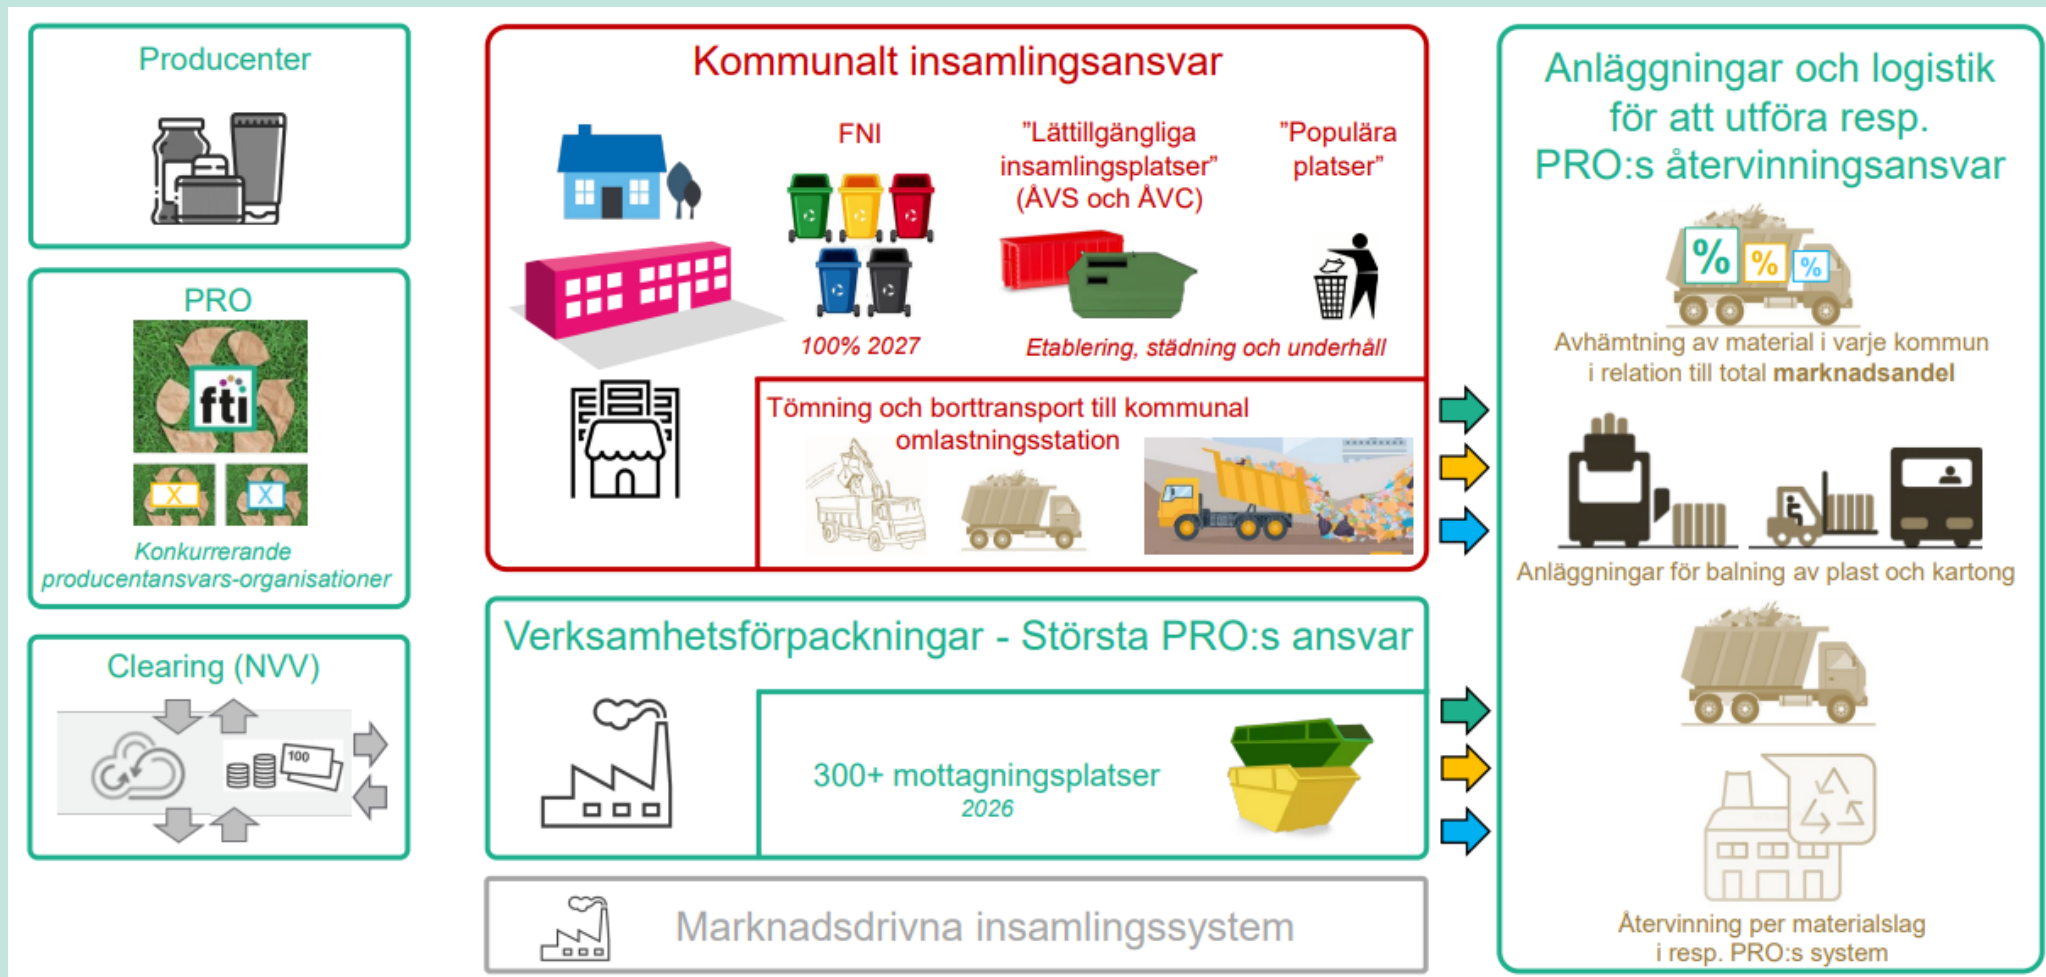 Producenter
PRO
fti
X
X
Konkurrerande
producentansvars-organisationer
Clearing (NVV)
100
Kommunalt insamlingsansvar
FNI
100% 2027
"Lättillgängliga
insamlingsplatser"
(ÅVS och ÅVC)
"Populära
platser"
Etablering, städning och underhåll
Tömning och borttransport till kommunal
omlastningsstation
Verksamhetsförpackningar - Största PRO:s ansvar
300+ mottagningsplatser
2026
Marknadsdrivna insamlingssystem
Anläggningar och logistik
för att utföra resp.
PRO:s återvinningsansvar
% % %
Avhämtning av material i varje kommun
i relation till total marknadsandel
Anläggningar för balning av plast och kartong
Återvinning per materialslag
i resp. PRO:s system